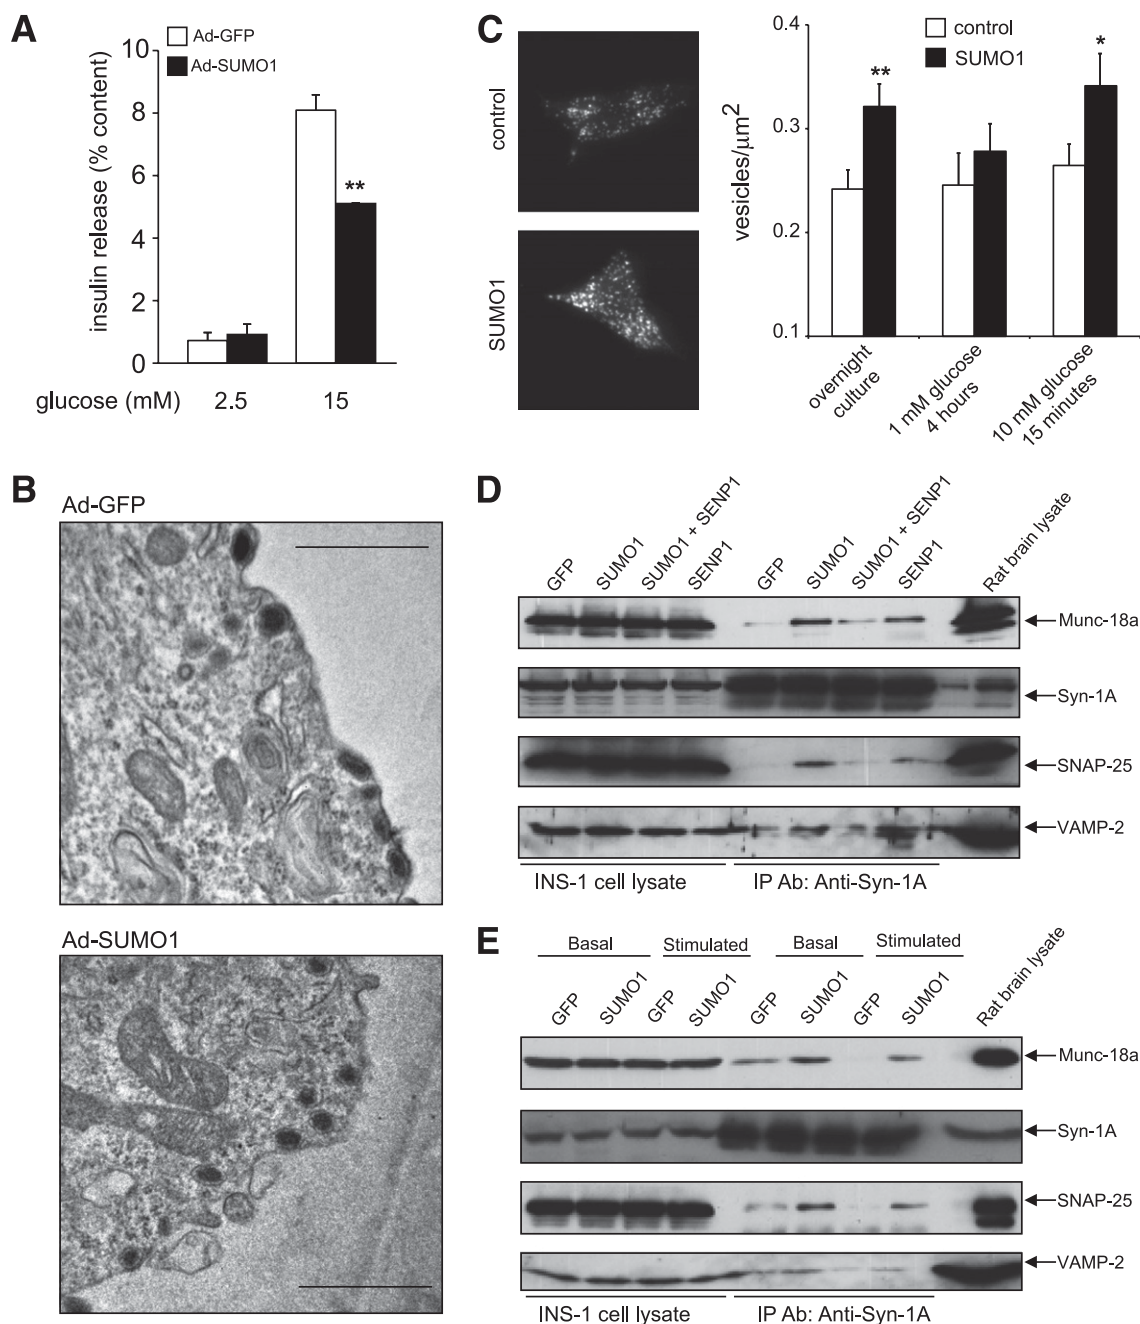 A
Ad-GFP
Ad-SUMO1
insulin release (% content)
10
8
6
4
2
0
glucose (mM)
2.5
15
**
C
control
SUMO1
vesicles/µm²
0.4
0.3
0.2
0.1
control
SUMO1
**
*
overnight
culture
1 mM glucose
4 hours
10 mM glucose
15 minutes
B
Ad-GFP
Ad-SUMO1
D
GFP
SUMO1
SUMO1 + SENP1
SENP1
GFP
SUMO1
SUMO1 + SENP1
SENP1
Rat brain lysate
Munc-18a
Syn-1A
SNAP-25
VAMP-2
INS-1 cell lysate
IP Ab: Anti-Syn-1A
E
Basal
Stimulated
Basal
Stimulated
GFP
SUMO1
GFP
SUMO1
GFP
SUMO1
GFP
SUMO1
Rat brain lysate
Munc-18a
Syn-1A
SNAP-25
VAMP-2
INS-1 cell lysate
IP Ab: Anti-Syn-1A